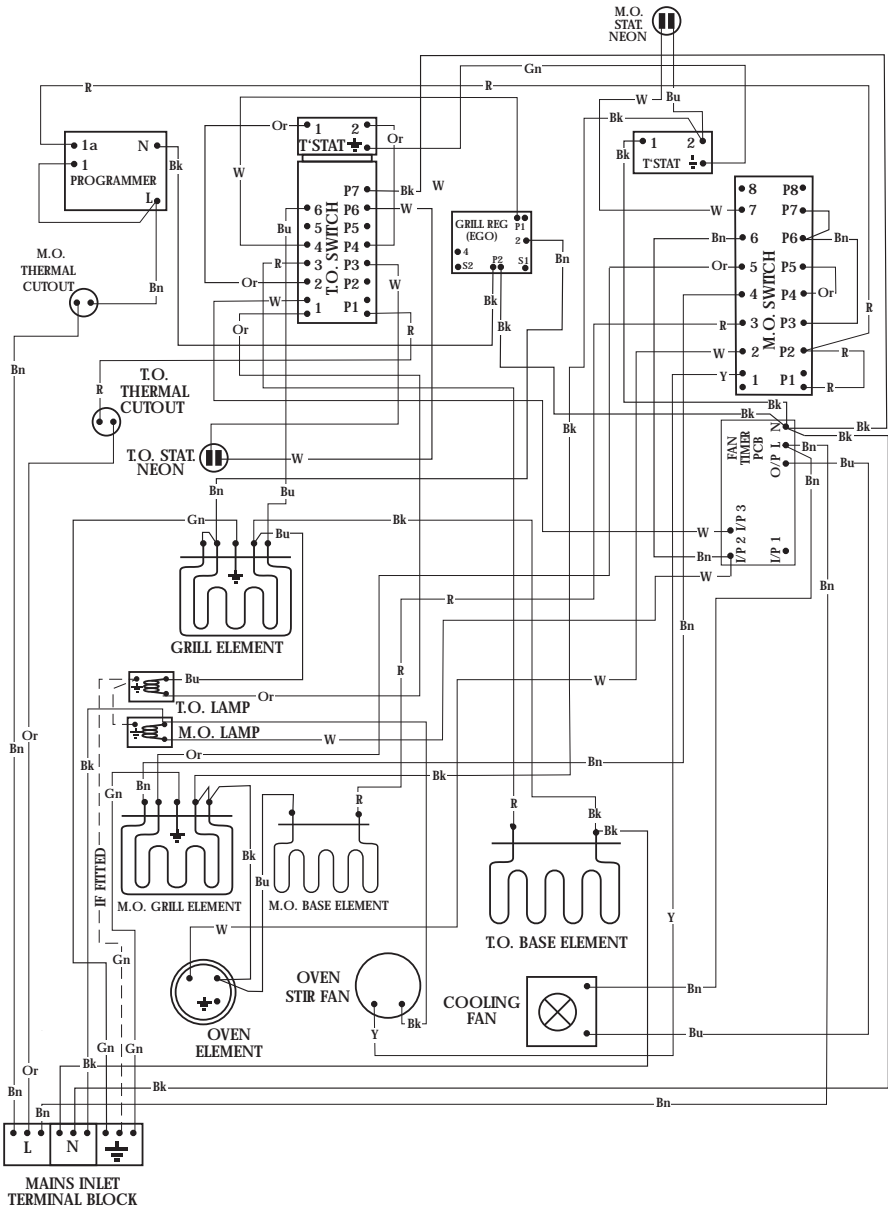 M.O.
STAT.
NEON
Gn
R
R
W
Bu
Bk
1a
N
1
PROGRAMMER
L
Bk
W
Or
1
2
T'STAT
Or
Bk
1
2
T'STAT
W
P7
Bk
6
P6
W
5
P5
4
P4
3
P3
2
P2
1
P1
T.O. SWITCH
Bu
R
Or
W
Or
W
R
GRILL REG
(EGO)
P1
2
4
S2
P2
S1
Bn
Bk
Bk
8
P8
W
7
P7
Bn
6
P6
Bn
Or
5
P5
4
P4
Or
Bn
R
3
P3
R
W
2
P2
R
Y
1
P1
R
M.O. SWITCH
M.O.
THERMAL
CUTOUT
Bn
Bn
R
T.O.
THERMAL
CUTOUT
T.O. STAT.
NEON
W
Bk
Bk
Bk
Bk
Bk
FAN
TIMER
PCB
N
O/P L
Bn
Bu
Bn
I/P 3
I/P 2
I/P 1
W
Bn
W
Bn
Bn
Bu
Gn
Bu
Bk
R
Bn
GRILL ELEMENT
R
W
Bu
Or
T.O. LAMP
M.O. LAMP
W
Or
Bn
Or
Bn
Bk
Bk
Gn
Bn
R
R
Bk
Bk
Bk
Bu
IF FITTED
M.O. GRILL ELEMENT
M.O. BASE ELEMENT
T.O. BASE ELEMENT
W
Y
Gn
OVEN
ELEMENT
OVEN
STIR FAN
COOLING
FAN
Bn
Bu
Bk
Y
Gn
Gn
Bk
Or
Bn
Bk
Bn
Bn
L
N
MAINS INLET
TERMINAL BLOCK